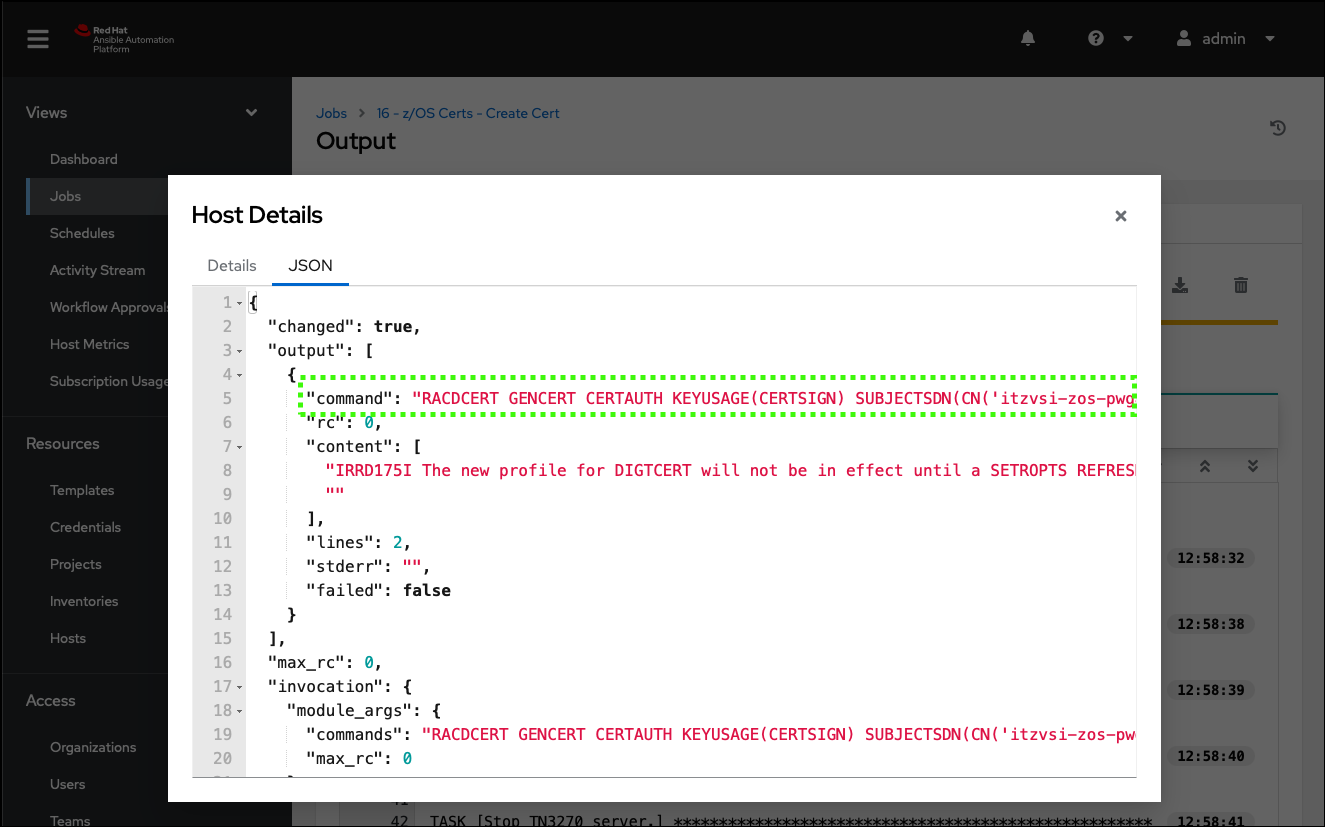 Red Hat
Ansible Automation
Platform
admin
Views
Dashboard
Jobs
Schedules
Activity Stream
Workflow Approvals
Host Metrics
Subscription Usage
Resources
Templates
Credentials
Projects
Inventories
Hosts
Access
Organizations
Users
Teams
Jobs > 16 - z/OS Certs - Create Cert
Output
Host Details
Details JSON
1 {
2 "changed": true,
3 "output": [
4 {
5 "command": "RACDCERT GENCERT CERTAUTH KEYUSAGE(CERTSIGN) SUBJECTSDN(CN('itzvsi-zos-pwg
6 "rc": 0,
7 "content": [
8 "IRRD175I The new profile for DIGTCERT will not be in effect until a SETROPTS REFRESH
9 ""
10 ],
11 "lines": 2,
12 "stderr": "",
13 "failed": false
14 }
15 ],
16 "max_rc": 0,
17 "invocation": {
18 "module_args": {
19 "commands": "RACDCERT GENCERT CERTAUTH KEYUSAGE(CERTSIGN) SUBJECTSDN(CN('itzvsi-zos-pw
20 "max_rc": 0
12:58:32
12:58:38
12:58:39
12:58:40
41
42 TASK [Stop TN3270 server.] ***************************************************** 12:58:41